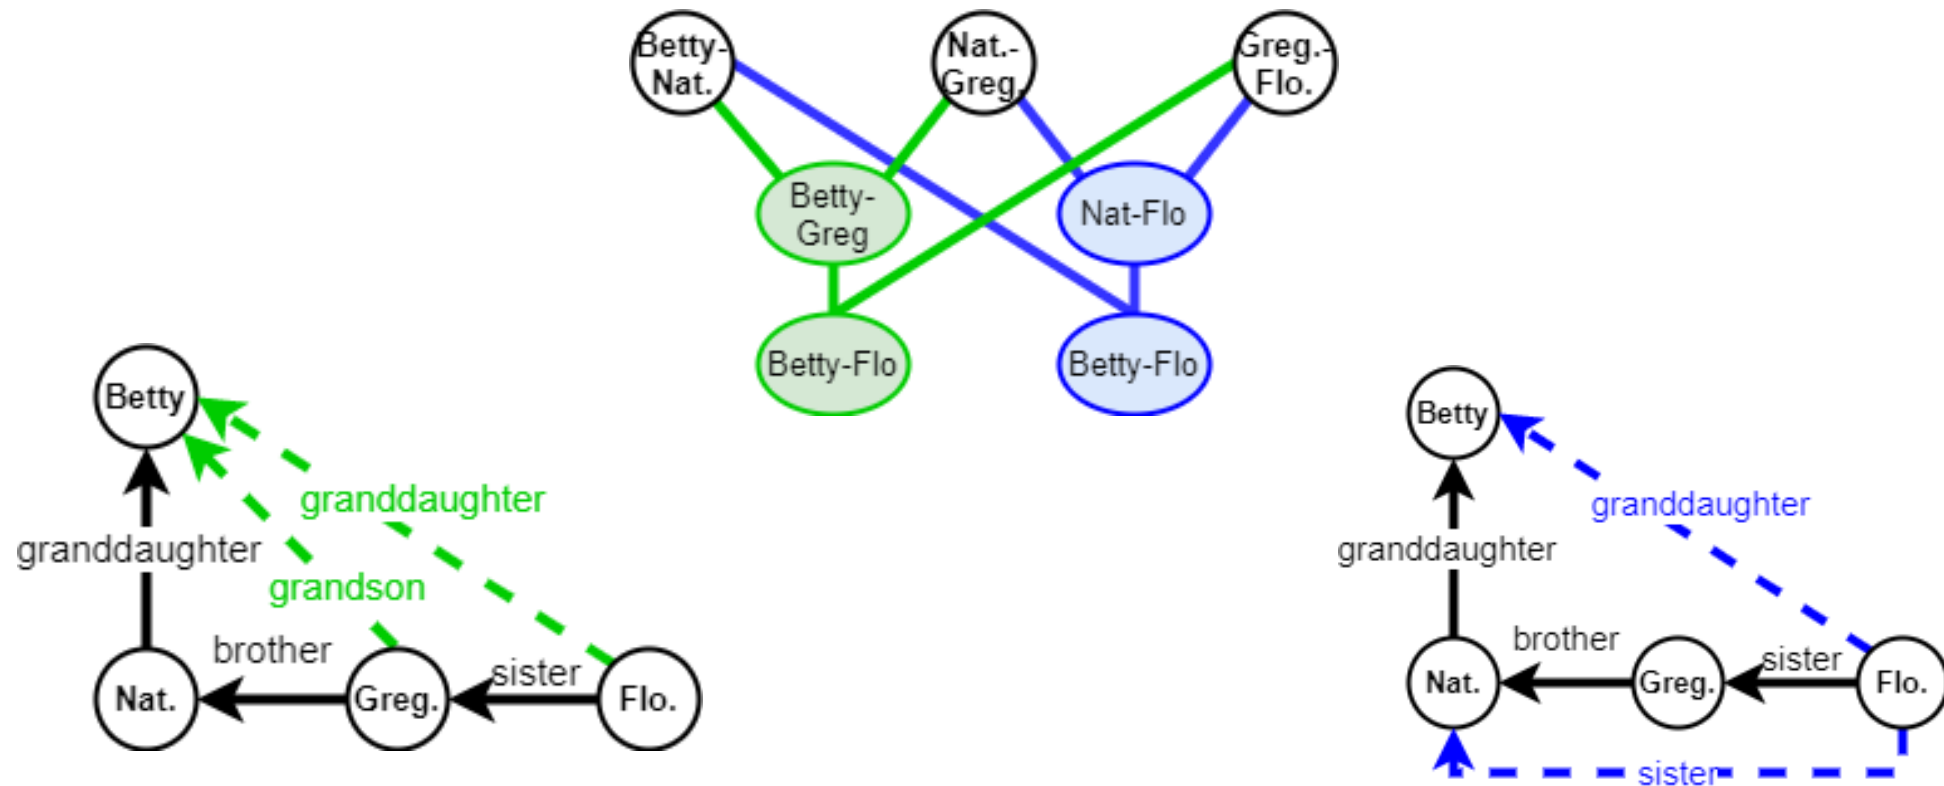 Betty-
Nat.
Nat.-
Greg.
Greg.-
Flo.
Betty-
Greg
Nat-Flo
Betty-Flo
Betty-Flo
Betty
granddaughter
granddaughter
grandson
brother
sister
Nat.
Greg.
Flo.
Betty
granddaughter
granddaughter
brother
sister
Nat.
Greg.
Flo.
sister